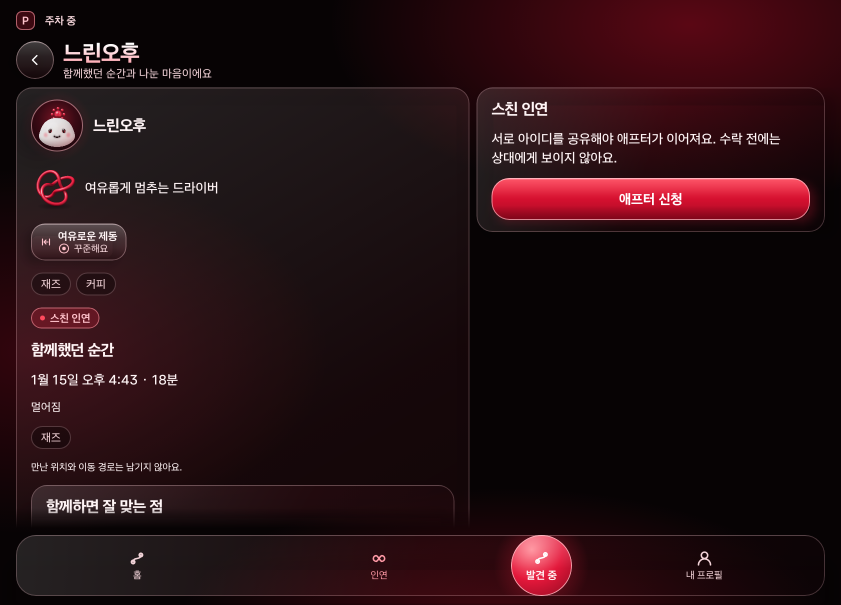 P 주차 중
느린오후
함께했던 순간과 나눈 마음이에요
느린오후
여유롭게 멈추는 드라이버
여유로운 제동
꾸준해요
재즈 커피
스친 인연
함께했던 순간
1월 15일 오후 4:43 · 18분
멀어짐
재즈
만난 위치와 이동 경로는 남기지 않아요.
함께하면 잘 맞는 점
스친 인연
서로 아이디를 공유해야 애프터가 이어져요. 수락 전에는
상대에게 보이지 않아요.
애프터 신청
홈 인연 발견 중 내 프로필